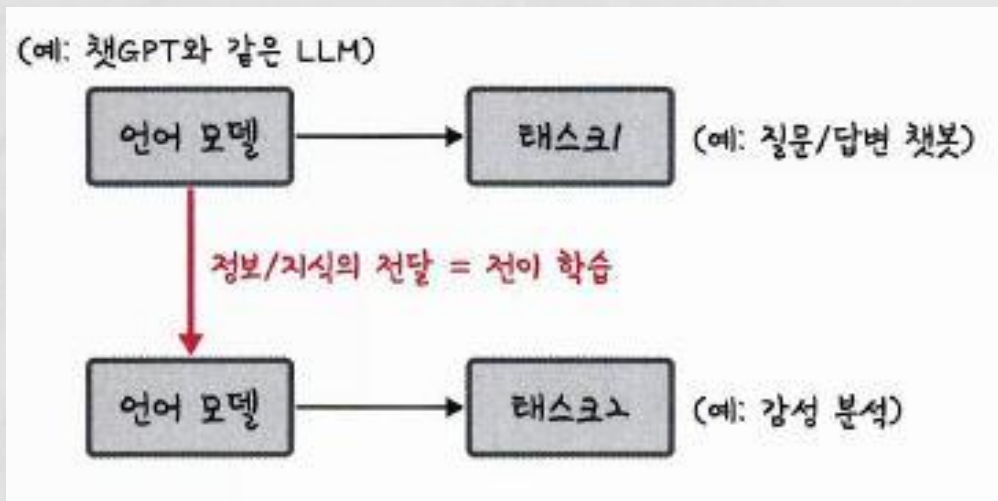 (예: 챗GPT와 같은 LLM)
언어 모델
태스크1
(예: 질문/답변 챗봇)
정보/지식의 전달 = 전이 학습
언어 모델
태스크2
(예: 감성 분석)